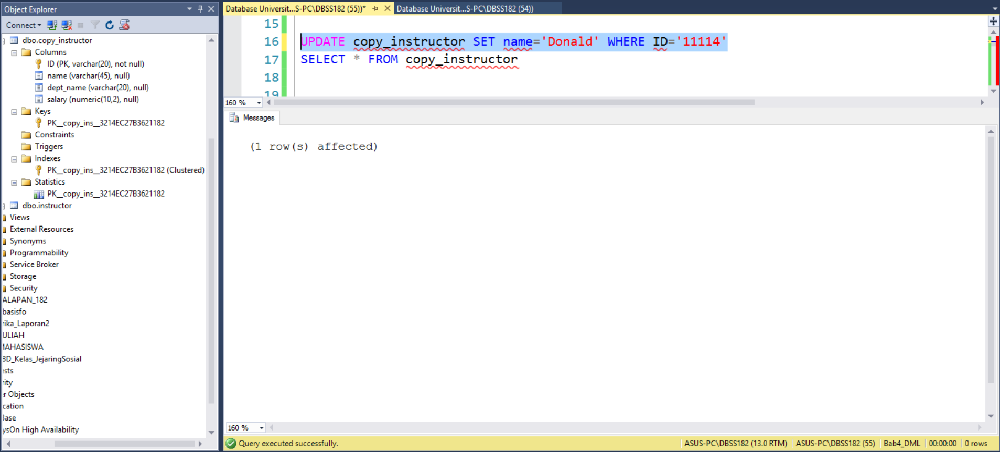 Object Explorer
Connect
dbo.copy_instructor
Columns
ID (PK, varchar(20), not null)
name (varchar(45), null)
dept_name (varchar(20), null)
salary (numeric(10,2), null)
Keys
PK__copy_ins__3214EC27B3621182
Constraints
Triggers
Indexes
PK__copy_ins__3214EC27B3621182 (Clustered)
Statistics
PK__copy_ins__3214EC27B3621182
dbo.instructor
Views
External Resources
Synonyms
Programmability
Service Broker
Storage
Security
ALAPAN_182
basisfo
rika_Laporan2
ULIAH
MAHASISWA
BD_Kelas_JejaringSosial
ests
rity
r Objects
cation
Base
ysOn High Availability
Database Universit...S-PC\DBSS182 (55))*
Database Universit...S-PC\DBSS182 (54))
15
16 UPDATE copy_instructor SET name='Donald' WHERE ID='11114'
17 SELECT * FROM copy_instructor
18
19
160 %
Messages
(1 row(s) affected)
160 %
Query executed successfully.
ASUS-PC\DBSS182 (13.0 RTM)
ASUS-PC\DBSS182 (55)
Bab4_DML
00:00:00
0 rows